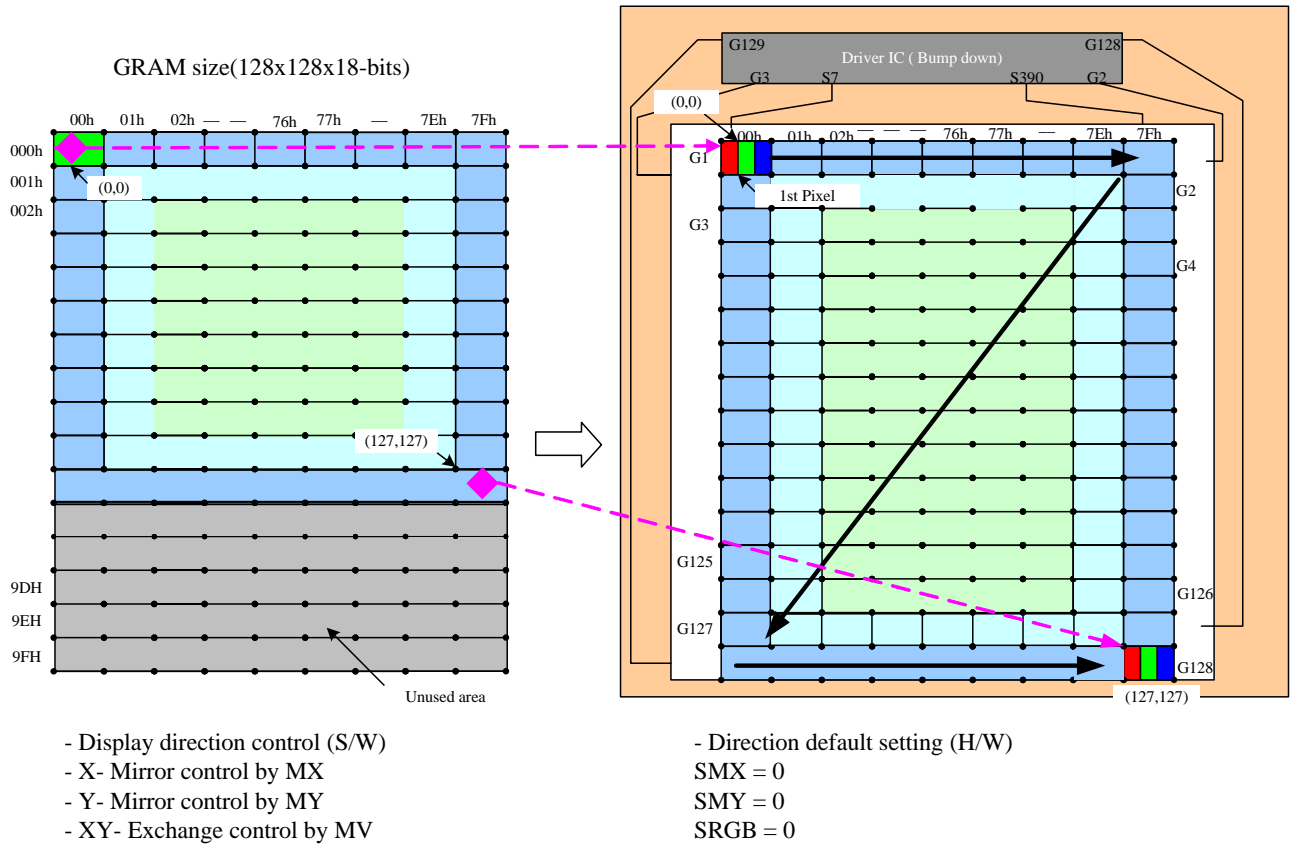 GRAM size(128x128x18-bits)
00h 01h 02h — — 76h 77h — 7Eh 7Fh
000h
001h
002h
(0,0)
(127,127)
9DH
9EH
9FH
Unused area
G129 G128
Driver IC ( Bump down)
G3 S7 S390 G2
(0,0)
00h 01h 02h — — — 76h 77h — 7Eh 7Fh
G1
1st Pixel
G2
G3
G4
G125
G126
G127
G128
(127,127)
- Display direction control (S/W)
- X- Mirror control by MX
- Y- Mirror control by MY
- XY- Exchange control by MV
- Direction default setting (H/W)
SMX = 0
SMY = 0
SRGB = 0